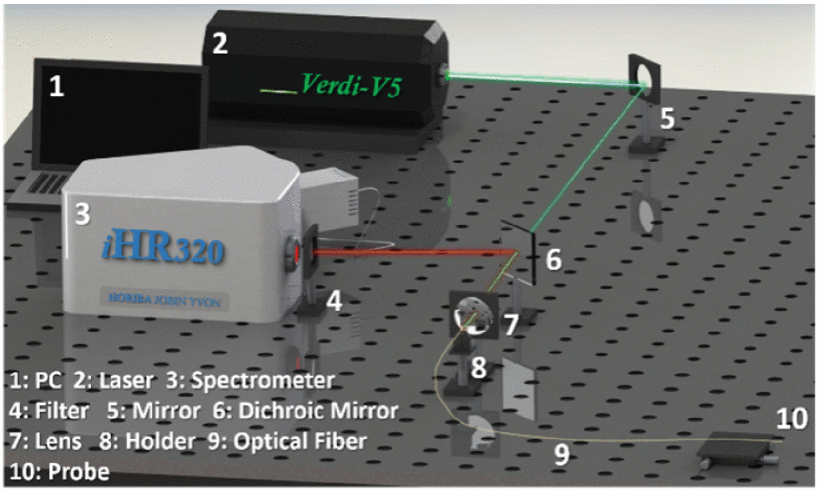 2
1
Verdi-V5
5
3
iHR320
6
HORIBA JOBIN YVON
4
7
8
1: PC 2: Laser 3: Spectrometer
4: Filter 5: Mirror 6: Dichroic Mirror
7: Lens 8: Holder 9: Optical Fiber
10: Probe
9
10